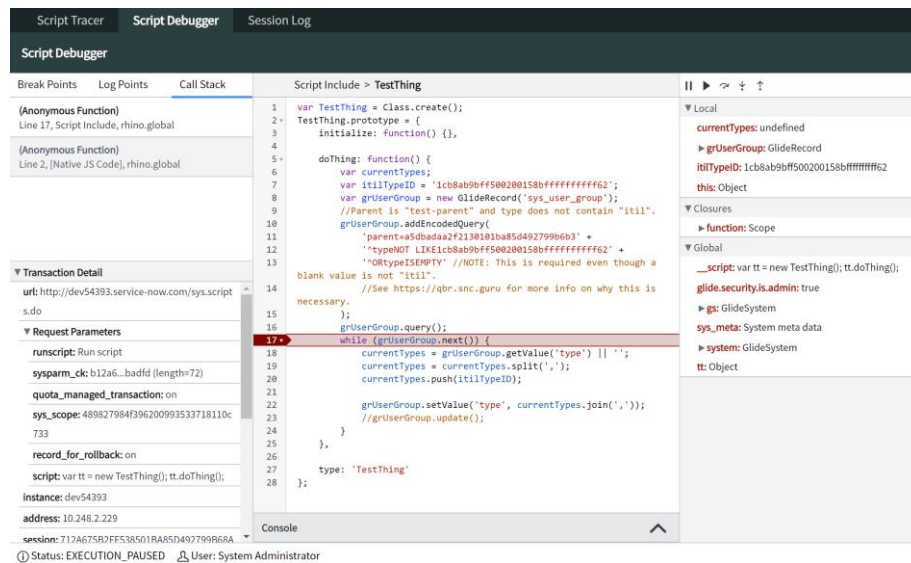 Script Tracer
Script Debugger
Session Log
Script Debugger
Break Points
Log Points
Call Stack
(Anonymous Function)
Line 17, Script Include, rhino.global
(Anonymous Function)
Line 2, [Native JS Code], rhino.global
Transaction Detail
url: http://dev54393.service-now.com/sys.script
s.do
Request Parameters
runscript: Run script
sysparm_ck: b12a6...badfd (length=72)
quota_managed_transaction: on
sys_scope: 489827984f396200993533718110c
733
record_for_rollback: on
script: var tt = new TestThing(); tt.doThing();
instance: dev54393
address: 10.248.2.229
session: 712A675B2FF538501BA85D492799B68A
Script Include > TestThing
1 var TestThing = Class.create();
2 TestThing.prototype = {
3 initialize: function() {},
4
5 doThing: function() {
6 var currentTypes;
7 var itilTypeID = '1cb8ab9bff500200158bffffffffff62';
8 var grUserGroup = new GlideRecord('sys_user_group');
9 //Parent is "test-parent" and type does not contain "itil".
10 grUserGroup.addEncodedQuery(
11 'parent=a5dbadaa2f2130101ba85d492799b6b3' +
12 '^typeNOT LIKE1cb8ab9bff500200158bffffffffff62' +
13 '^ORtypeISEMPTY' //NOTE: This is required even though a
blank value is not "itil".
14 //See https://qbr.snc.guru for more info on why this is
necessary.
15 );
16 grUserGroup.query();
17 while (grUserGroup.next()) {
18 currentTypes = grUserGroup.getValue('type') || '';
19 currentTypes = currentTypes.split(',');
20 currentTypes.push(itilTypeID);
21
22 grUserGroup.setValue('type', currentTypes.join(','));
23 //grUserGroup.update();
24 }
25 },
26
27 type: 'TestThing'
28 };
Console
Local
currentTypes: undefined
grUserGroup: GlideRecord
itilTypeID: 1cb8ab9bff500200158bffffffffff62
this: Object
Closures
function: Scope
Global
__script: var tt = new TestThing(); tt.doThing();
glide.security.is.admin: true
gs: GlideSystem
sys_meta: System meta data
system: GlideSystem
tt: Object
Status: EXECUTION_PAUSED User: System Administrator